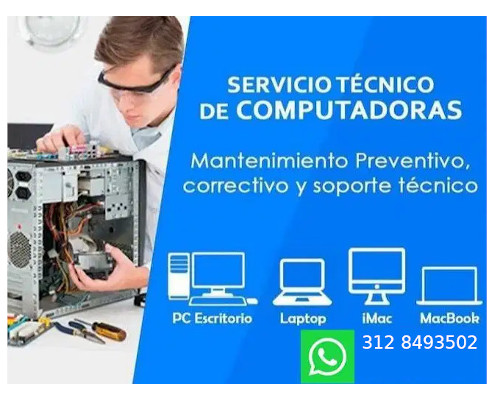 SERVICIO TÉCNICO
DE COMPUTADORAS
Mantenimiento Preventivo,
correctivo y soporte técnico
PC Escritorio
Laptop
iMac
MacBook
312 8493502